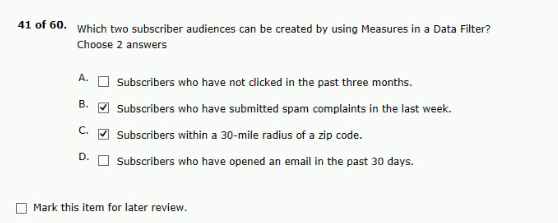 41 of 60. Which two subscriber audiences can be created by using Measures in a Data Filter?
Choose 2 answers
A. Subscribers who have not clicked in the past three months.
B. Subscribers who have submitted spam complaints in the last week.
C. Subscribers within a 30-mile radius of a zip code.
D. Subscribers who have opened an email in the past 30 days.
Mark this item for later review.